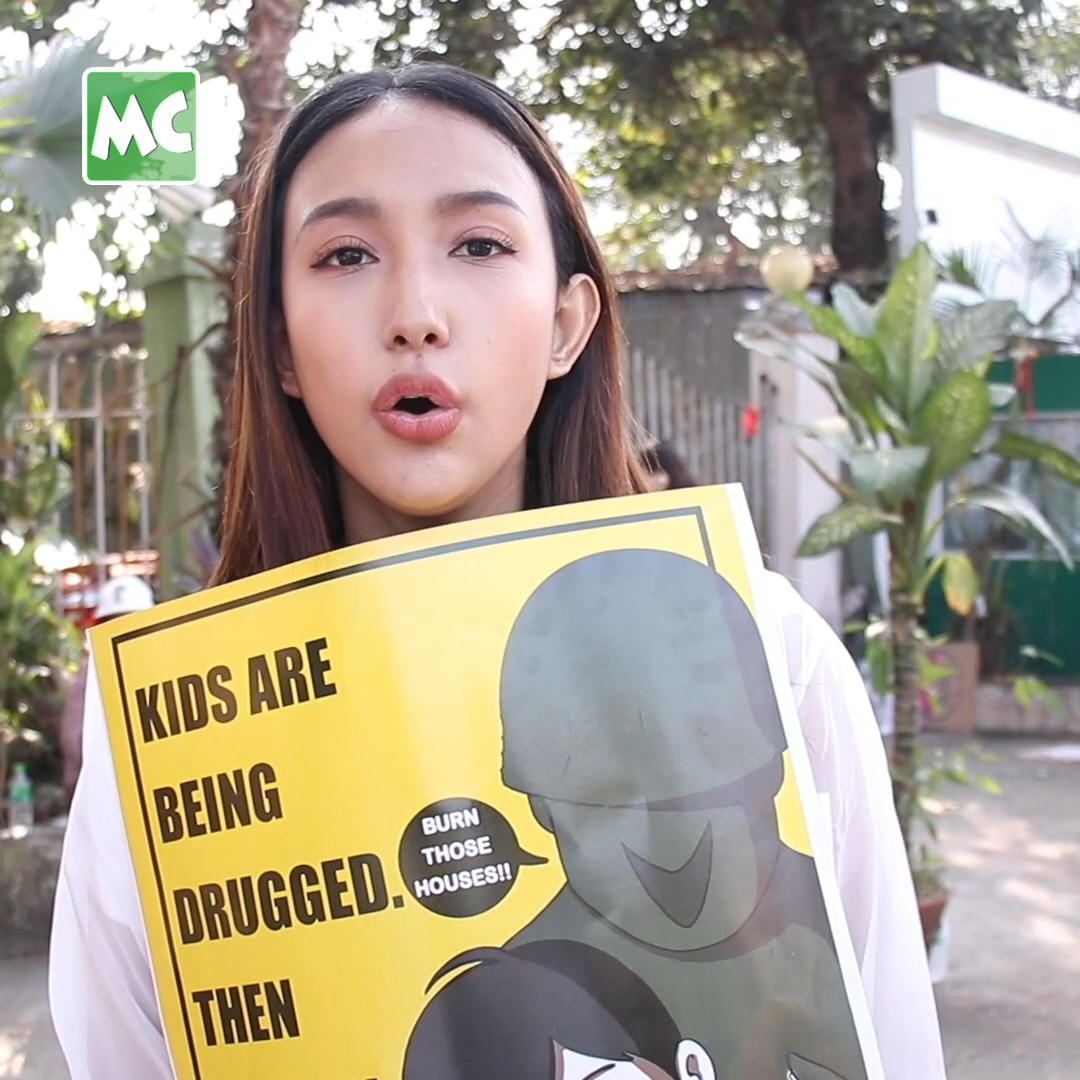 MC
KIDS ARE
BEING
DRUGGED.
THEN
BURN
THOSE
HOUSES!!